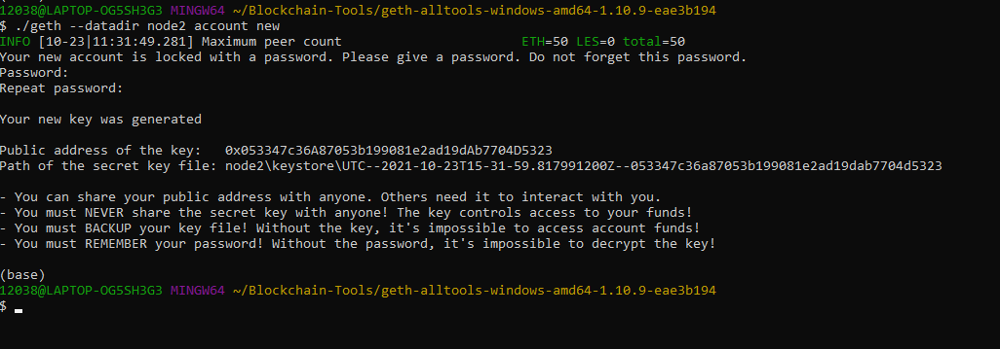 12038@LAPTOP-OG5SH3G3 MINGW64 ~/Blockchain-Tools/geth-alltools-windows-amd64-1.10.9-eae3b194
$ ./geth --datadir node2 account new
INFO [10-23|11:31:49.281] Maximum peer count                       ETH=50 LES=0 total=50
Your new account is locked with a password. Please give a password. Do not forget this password.
Password:
Repeat password:
Your new key was generated
Public address of the key:   0x053347c36A87053b199081e2ad19dAb7704D5323
Path of the secret key file: node2\keystore\UTC--2021-10-23T15-31-59.817991200Z--053347c36a87053b199081e2ad19dab7704d5323
- You can share your public address with anyone. Others need it to interact with you.
- You must NEVER share the secret key with anyone! The key controls access to your funds!
- You must BACKUP your key file! Without the key, it's impossible to access account funds!
- You must REMEMBER your password! Without the password, it's impossible to decrypt the key!
(base)
12038@LAPTOP-OG5SH3G3 MINGW64 ~/Blockchain-Tools/geth-alltools-windows-amd64-1.10.9-eae3b194
$